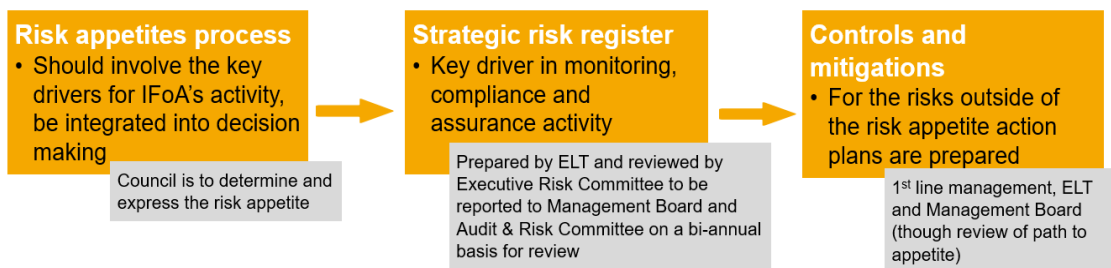 Risk appetites process
• Should involve the key
drivers for IFoA's activity,
be integrated into decision
making
Council is to determine and
express the risk appetite
Strategic risk register
• Key driver in monitoring,
compliance and
assurance activity
Prepared by ELT and reviewed by
Executive Risk Committee to be
reported to Management Board and
Audit & Risk Committee on a bi-annual
basis for review
Controls and
mitigations
• For the risks outside of
the risk appetite action
plans are prepared
1st line management, ELT
and Management Board
(though review of path to
appetite)